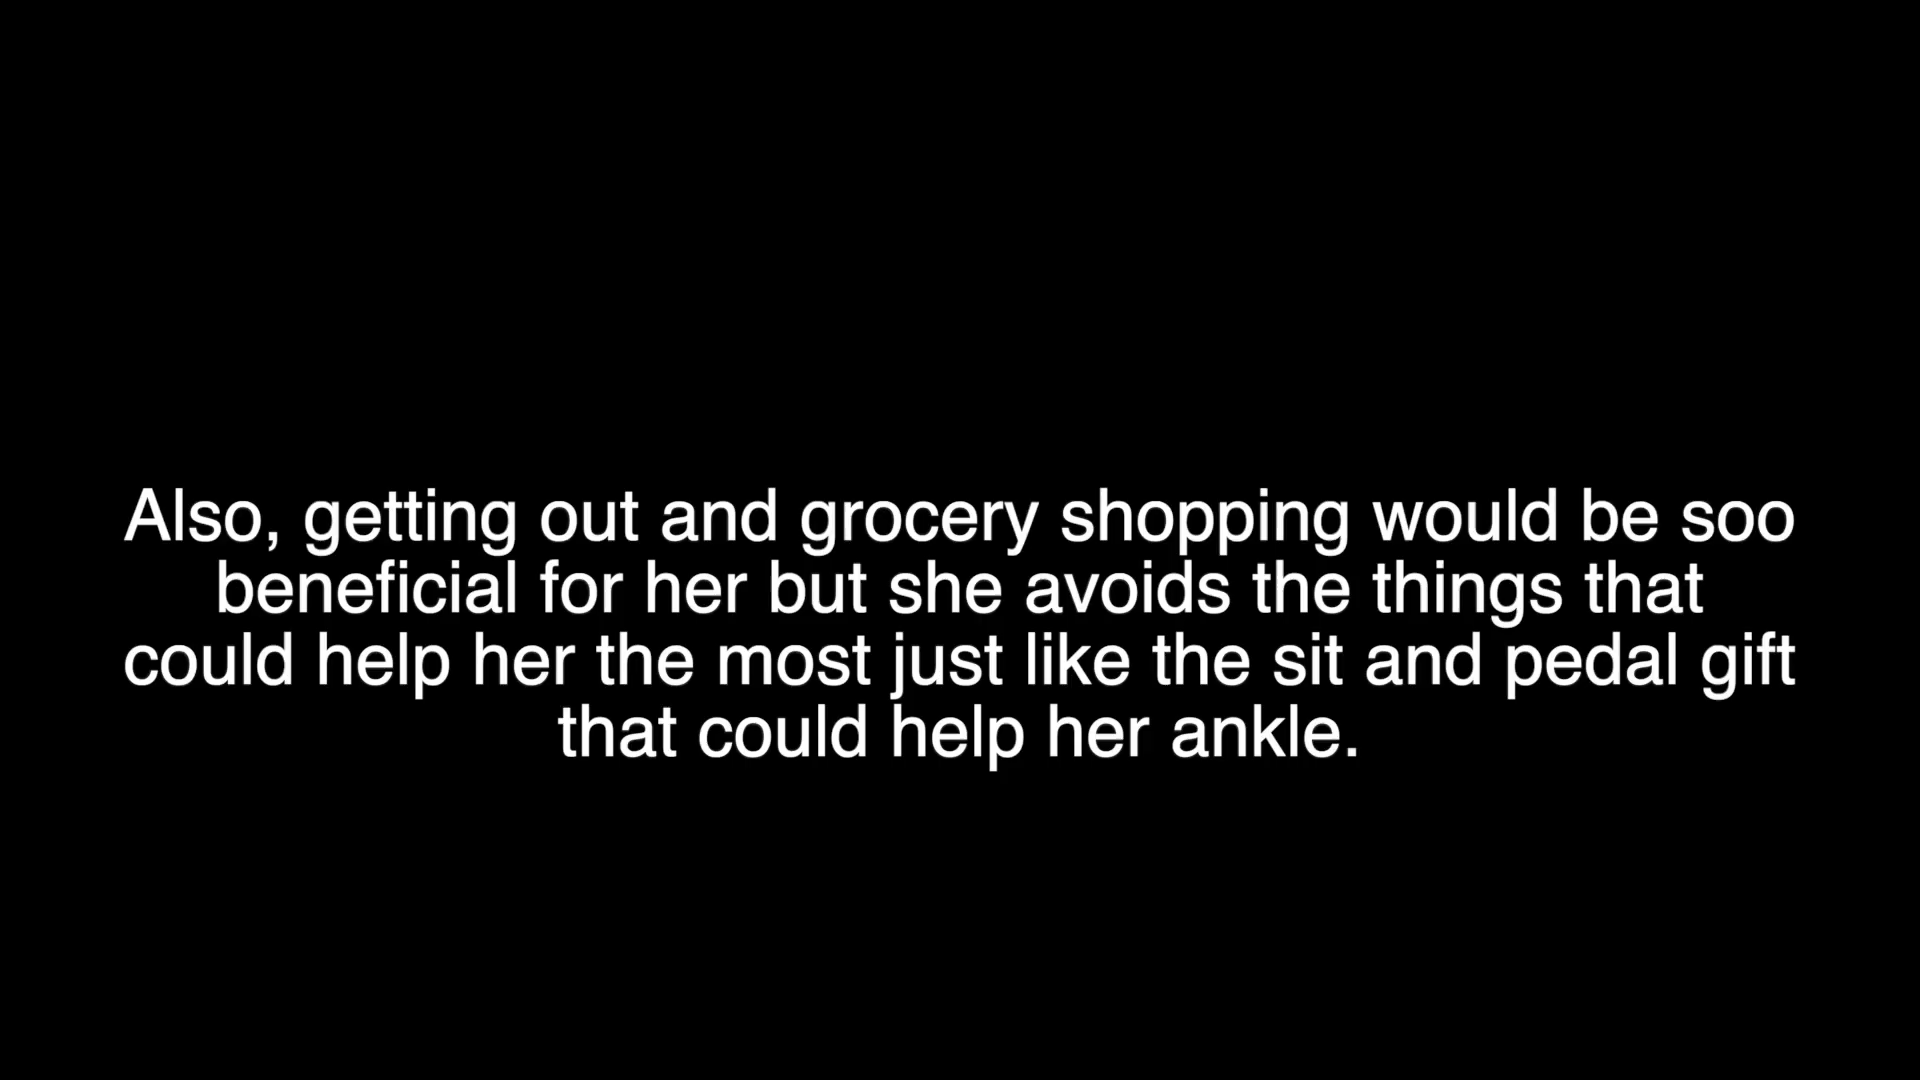 Also, getting out and grocery shopping would be soo
beneficial for her but she avoids the things that
could help her the most just like the sit and pedal gift
that could help her ankle.